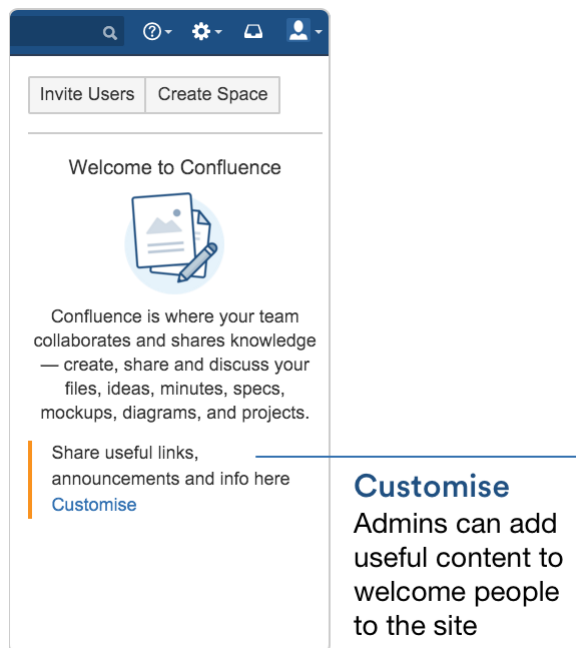 Invite Users Create Space
Welcome to Confluence
Confluence is where your team
collaborates and shares knowledge
— create, share and discuss your
files, ideas, minutes, specs,
mockups, diagrams, and projects.
Share useful links,
announcements and info here
Customise
Customise
Admins can add
useful content to
welcome people
to the site